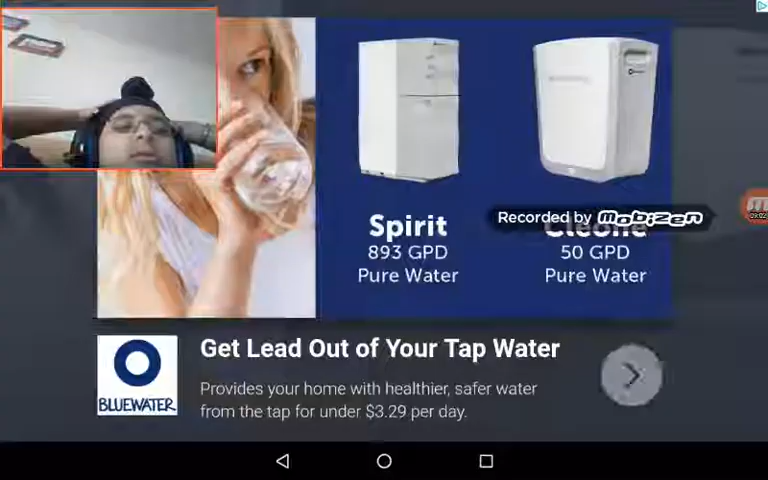 Recorded by mobizen
Spirit
893 GPD
Pure Water
Cleone
50 GPD
Pure Water
BLUEWATER
Get Lead Out of Your Tap Water
Provides your home with healthier, safer water
from the tap for under $3.29 per day.